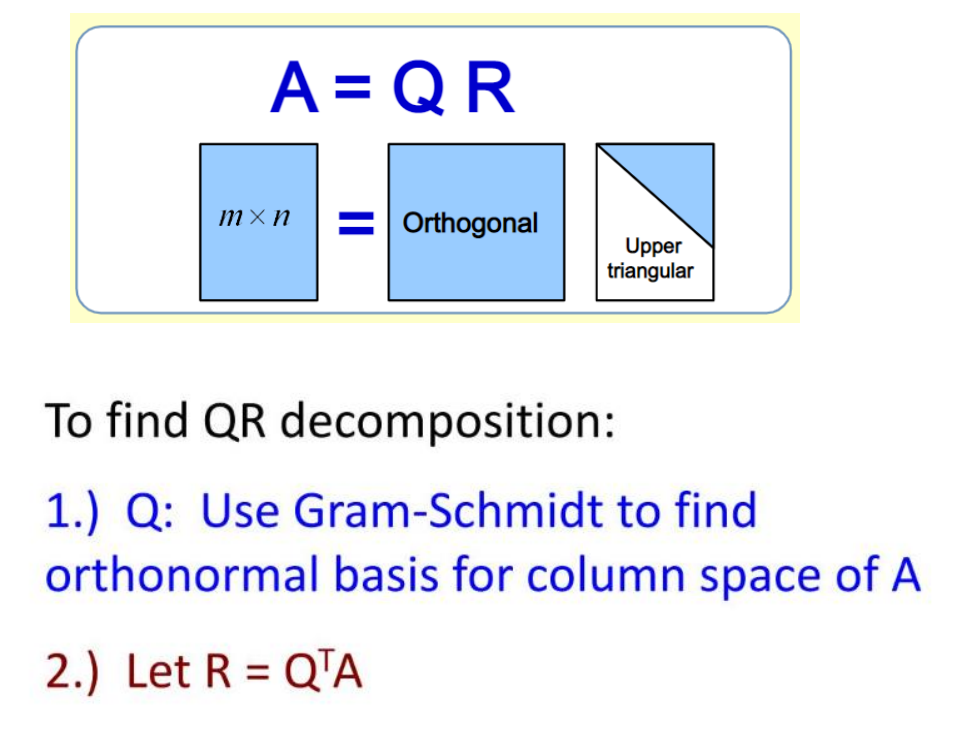 A = Q R
m × n = Orthogonal
Upper
triangular
To find QR decomposition:
1.) Q: Use Gram-Schmidt to find
orthonormal basis for column space of A
2.) Let R = QᵀA